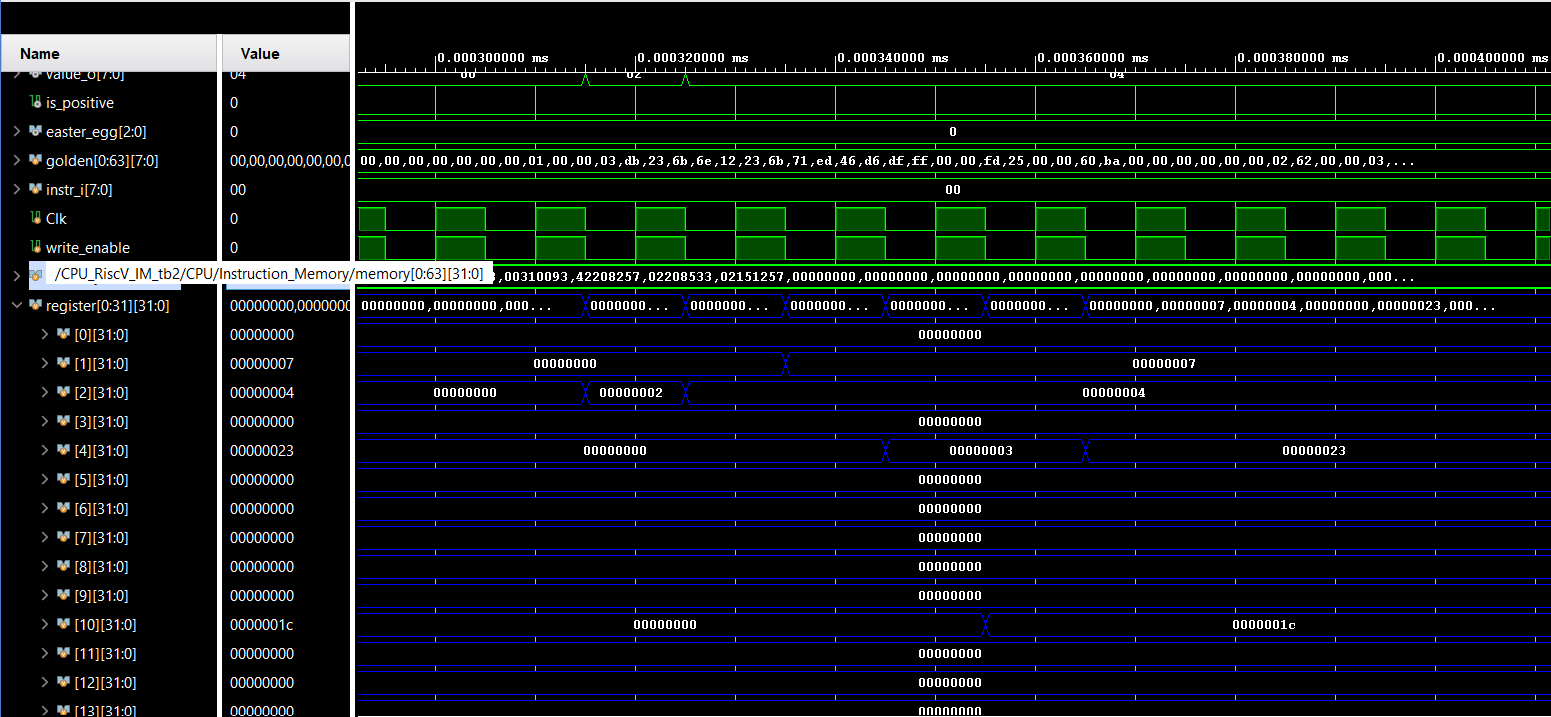 0.000300000 ms 0.000320000 ms 0.000340000 ms 0.000360000 ms 0.000380000 ms 0.000400000 ms
Name Value
value_o[7:0] 04 00 02 04
is_positive 0
easter_egg[2:0] 0 0
golden[0:63][7:0] 00,00,00,00,00,00,0 00,00,00,00,00,00,00,01,00,00,03,db,23,6b,6e,12,23,6b,71,ed,46,d6,df,ff,00,00,fd,25,00,00,60,ba,00,00,00,00,00,00,02,62,00,00,03,...
instr_i[7:0] 00 00
Clk 0
write_enable 0
/CPU_RiscV_IM_tb2/CPU/Instruction_Memory/memory[0:63][31:0] ,00310093,42208257,02208533,02151257,00000000,00000000,00000000,00000000,00000000,00000000,00000000,000...
register[0:31][31:0] 00000000,0000000 00000000,00000000,000... 0000000... 0000000... 0000000... 0000000... 0000000... 00000000,00000007,00000004,00000000,00000023,000...
[0][31:0] 00000000 00000000
[1][31:0] 00000007 00000000 00000007
[2][31:0] 00000004 00000000 00000002 00000004
[3][31:0] 00000000 00000000
[4][31:0] 00000023 00000000 00000003 00000023
[5][31:0] 00000000 00000000
[6][31:0] 00000000 00000000
[7][31:0] 00000000 00000000
[8][31:0] 00000000 00000000
[9][31:0] 00000000 00000000
[10][31:0] 0000001c 00000000 0000001c
[11][31:0] 00000000 00000000
[12][31:0] 00000000 00000000
[13][31:0] 00000000 00000000